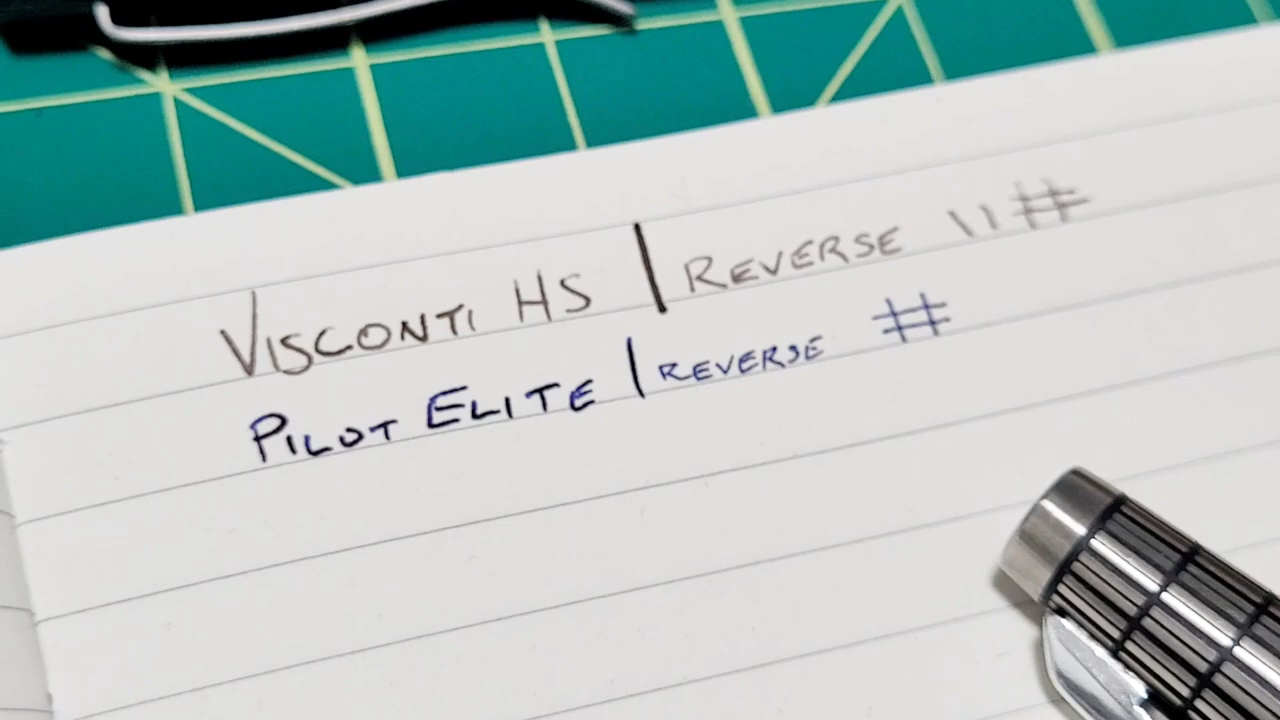 VISCONTI HS | REVERSE \ | #
PILOT ELITE | REVERSE #